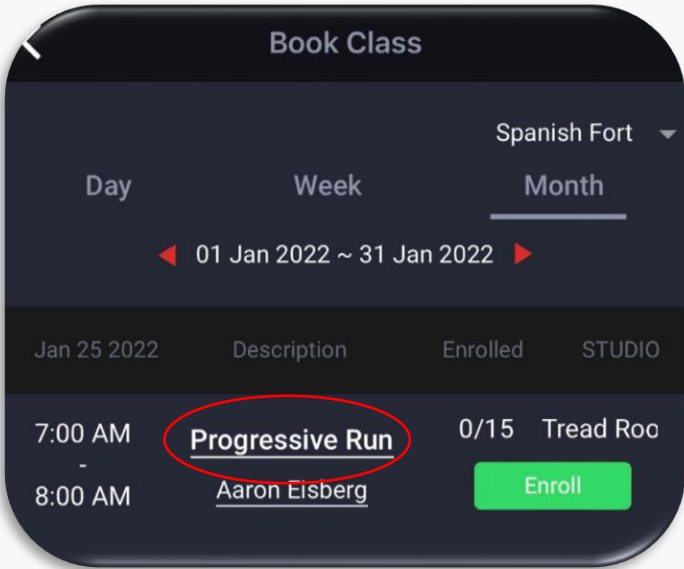 Book Class
Spanish Fort
Day Week Month
01 Jan 2022 ~ 31 Jan 2022
Jan 25 2022 Description Enrolled STUDIO
7:00 AM Progressive Run 0/15 Tread Roo
-
8:00 AM Aaron Eisberg Enroll